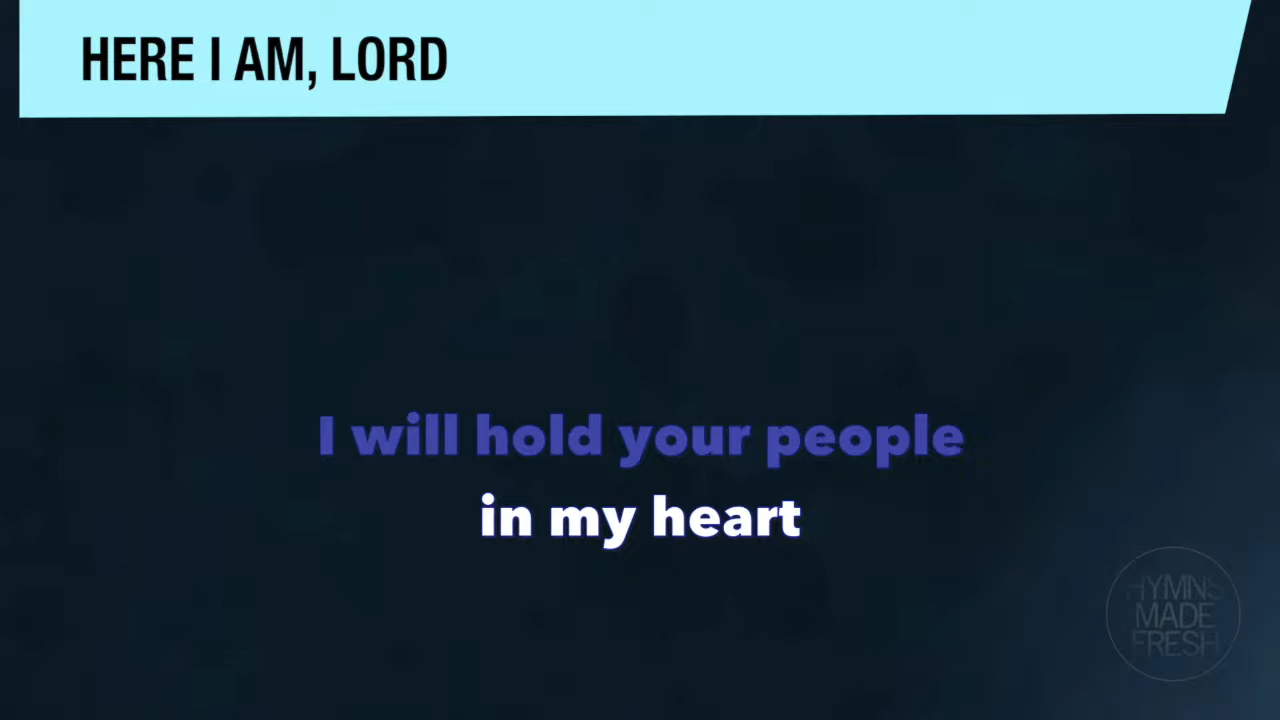 HERE I AM, LORD
I will hold your people
in my heart
HYMNS
MADE
FRESH